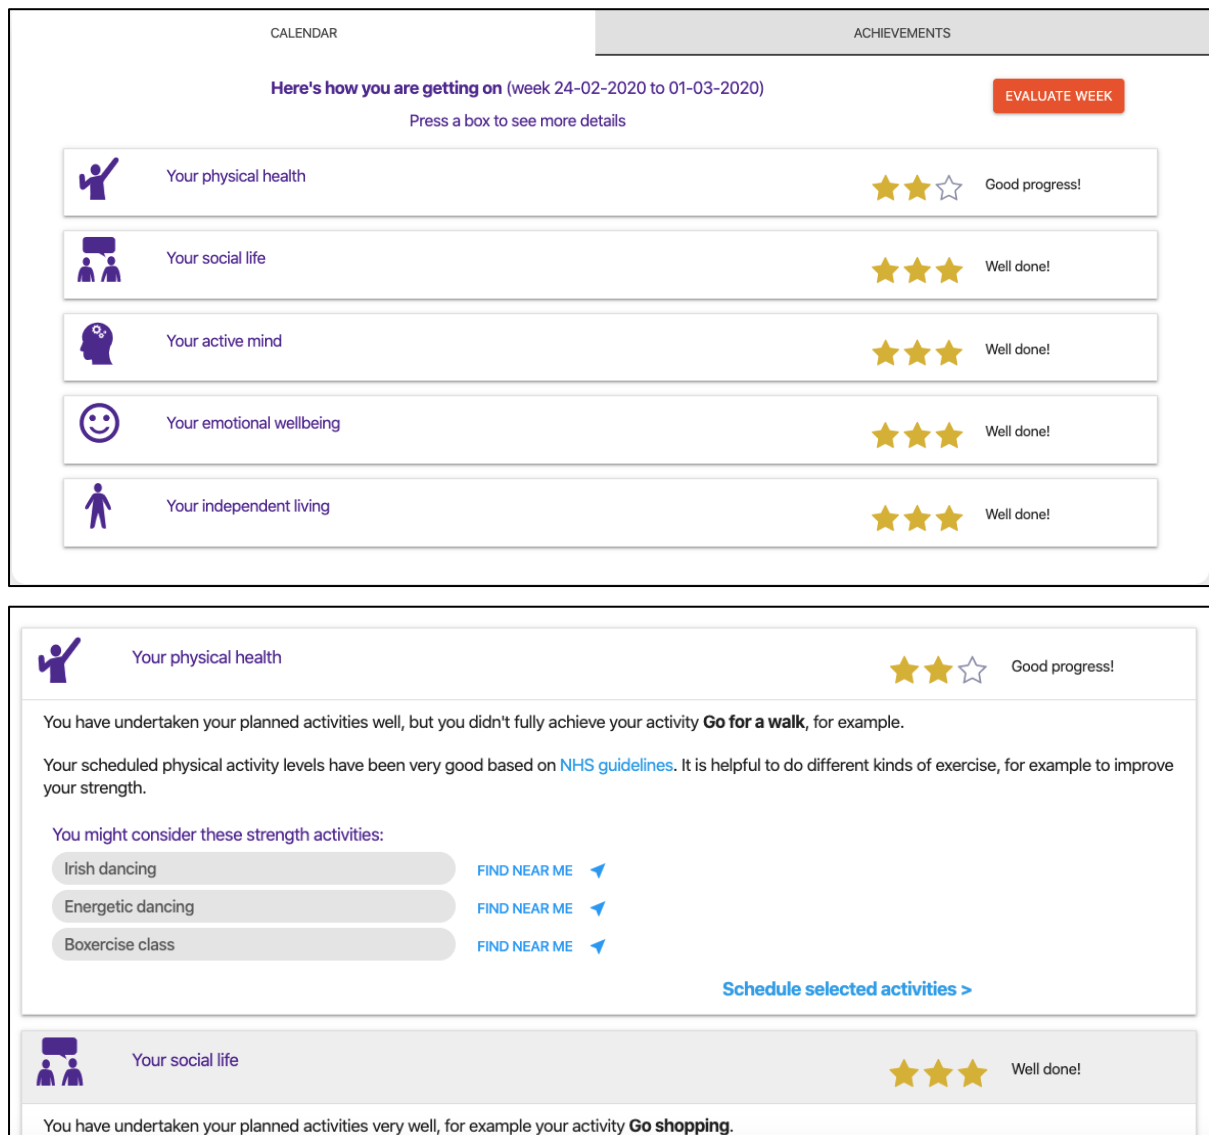 CALENDAR
ACHIEVEMENTS
Here's how you are getting on (week 24-02-2020 to 01-03-2020)
EVALUATE WEEK
Press a box to see more details
Your physical health
Good progress!
Your social life
Well done!
Your active mind
Well done!
Your emotional wellbeing
Well done!
Your independent living
Well done!
Your physical health
Good progress!
You have undertaken your planned activities well, but you didn't fully achieve your activity Go for a walk, for example.
Your scheduled physical activity levels have been very good based on NHS guidelines. It is helpful to do different kinds of exercise, for example to improve
your strength.
You might consider these strength activities:
Irish dancing
FIND NEAR ME
Energetic dancing
FIND NEAR ME
Boxercise class
FIND NEAR ME
Schedule selected activities >
Your social life
Well done!
You have undertaken your planned activities very well, for example your activity Go shopping.